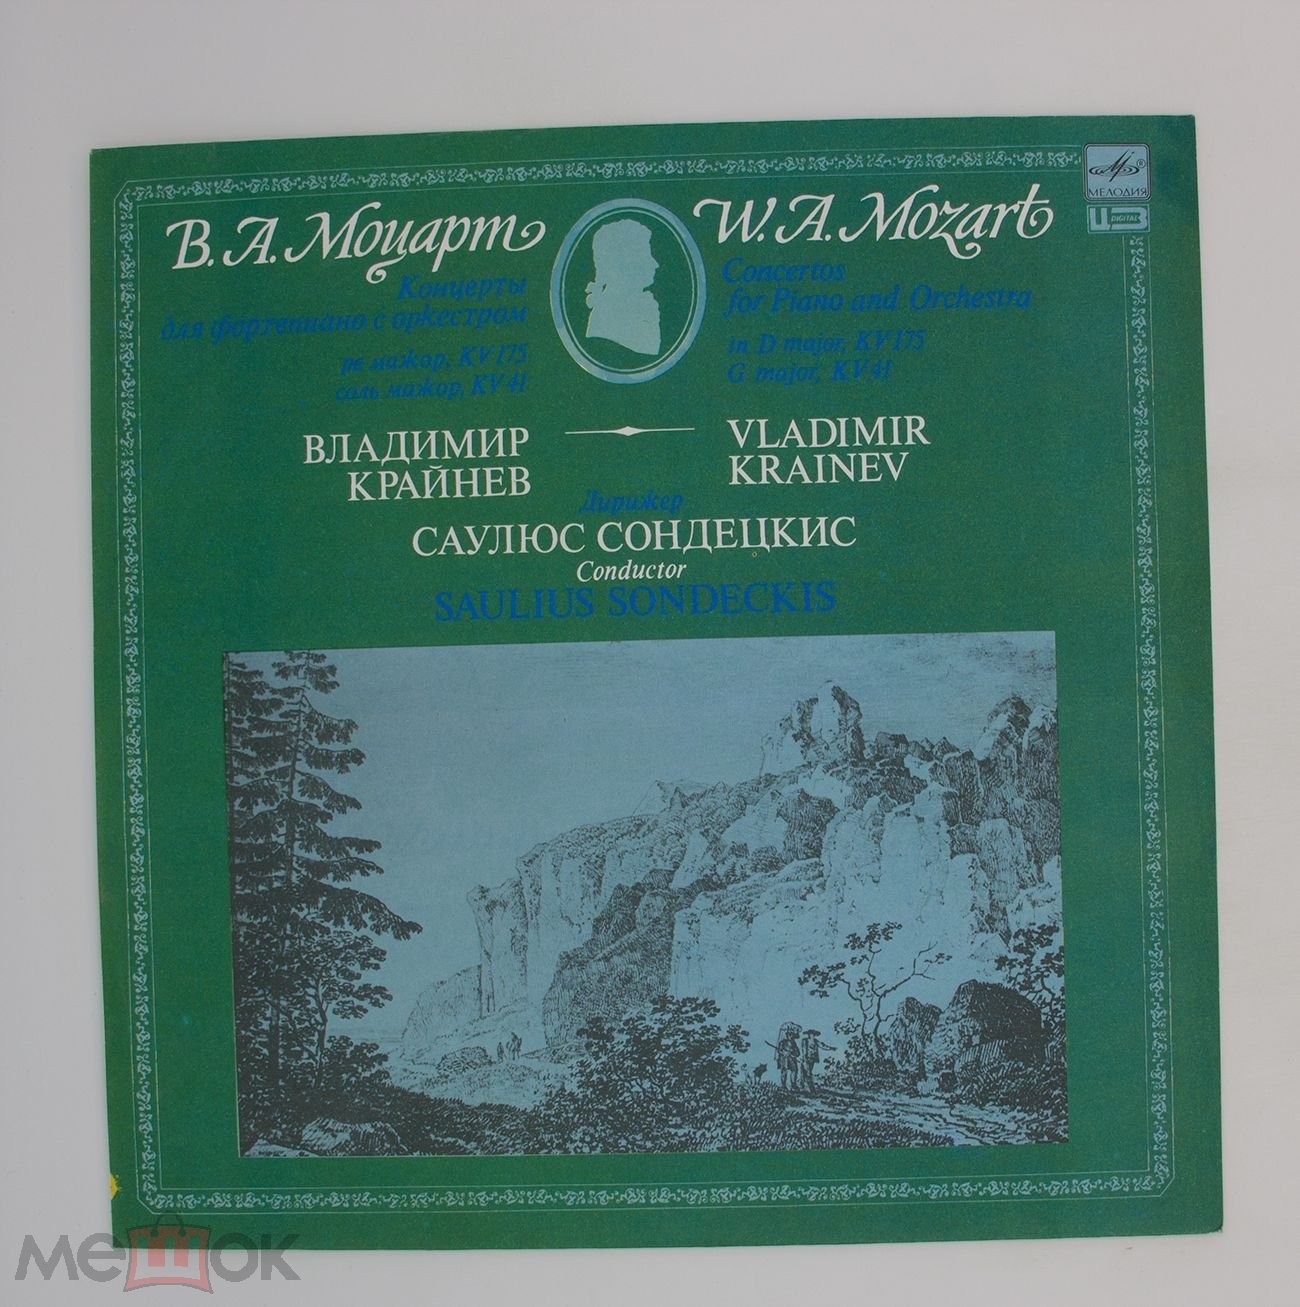 В. А. Моцарт
Концерты
для фортепиано с оркестром
ре мажор, KV 175
соль мажор, KV 41
W. A. Mozart
Concertos
for Piano and Orchestra
in D major, KV 175
G major, KV 41
МЕЛОДИЯ
DIGITAL
ВЛАДИМИР
КРАЙНЕВ
VLADIMIR
KRAINEV
Дирижер
САУЛЮС СОНДЕЦКИС
Conductor
SAULIUS SONDECKIS
мешок